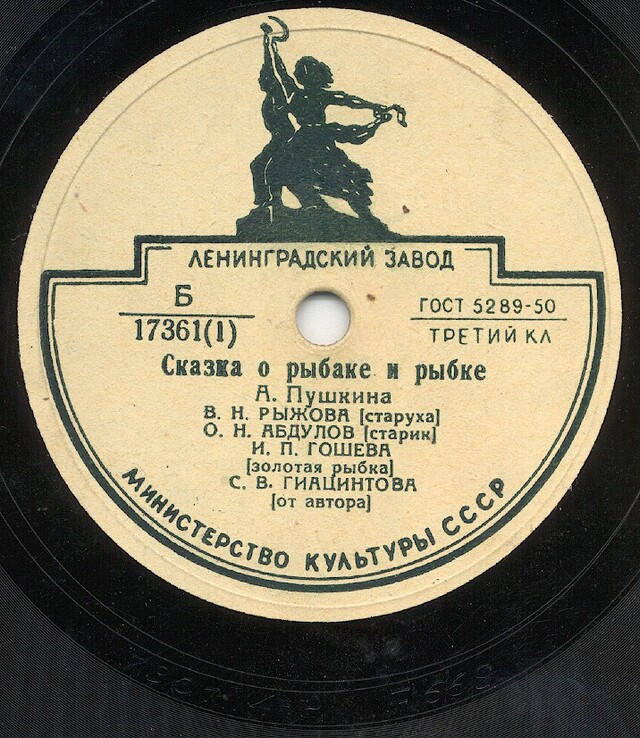 ЛЕНИНГРАДСКИЙ ЗАВОД
Б
17361(1)
ГОСТ 5289-50
ТРЕТИЙ КЛ
Сказка о рыбаке и рыбке
А. Пушкина
В. Н. РЫЖОВА [старуха]
О. Н. АБДУЛОВ [старик]
И. П. ГОШЕВА
[золотая рыбка]
С. В. ГИАЦИНТОВА
[от автора]
МИНИСТЕРСТВО КУЛЬТУРЫ СССР